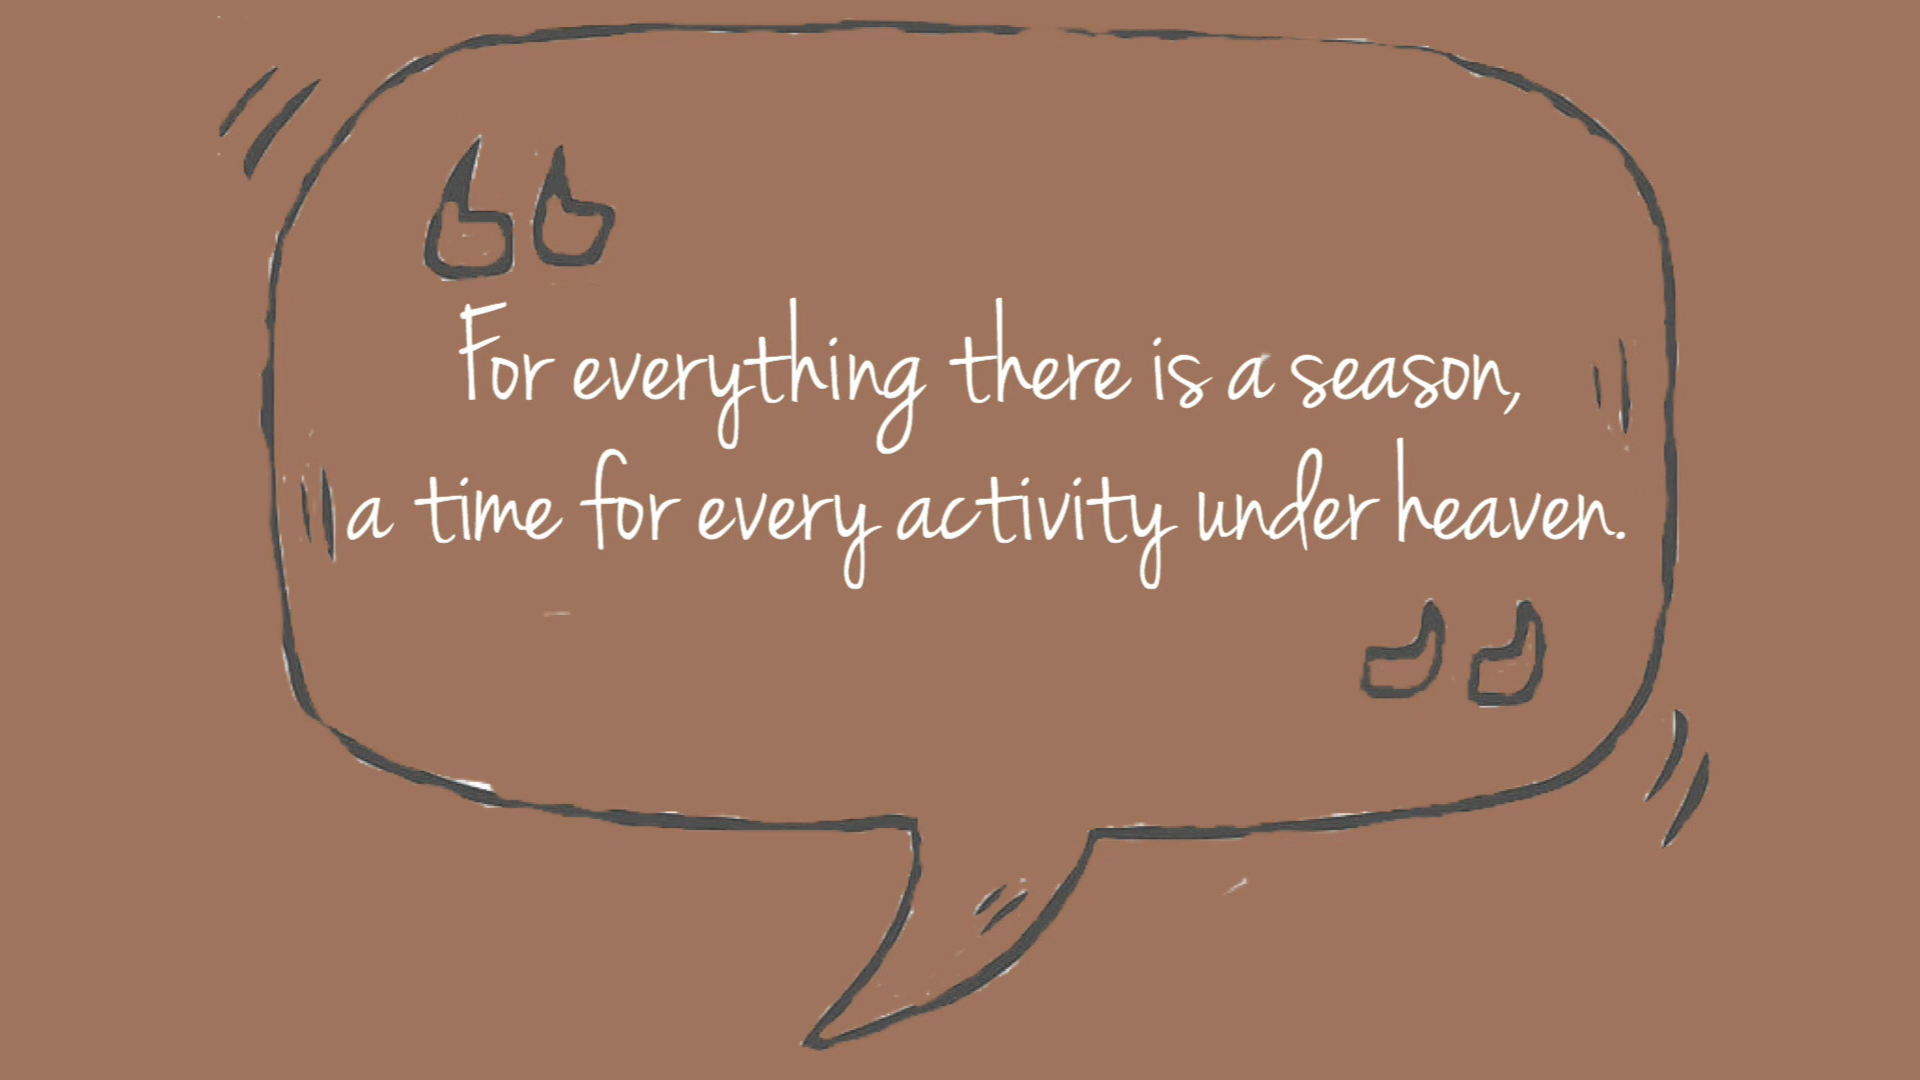 For everything there is a season,
a time for every activity under heaven.